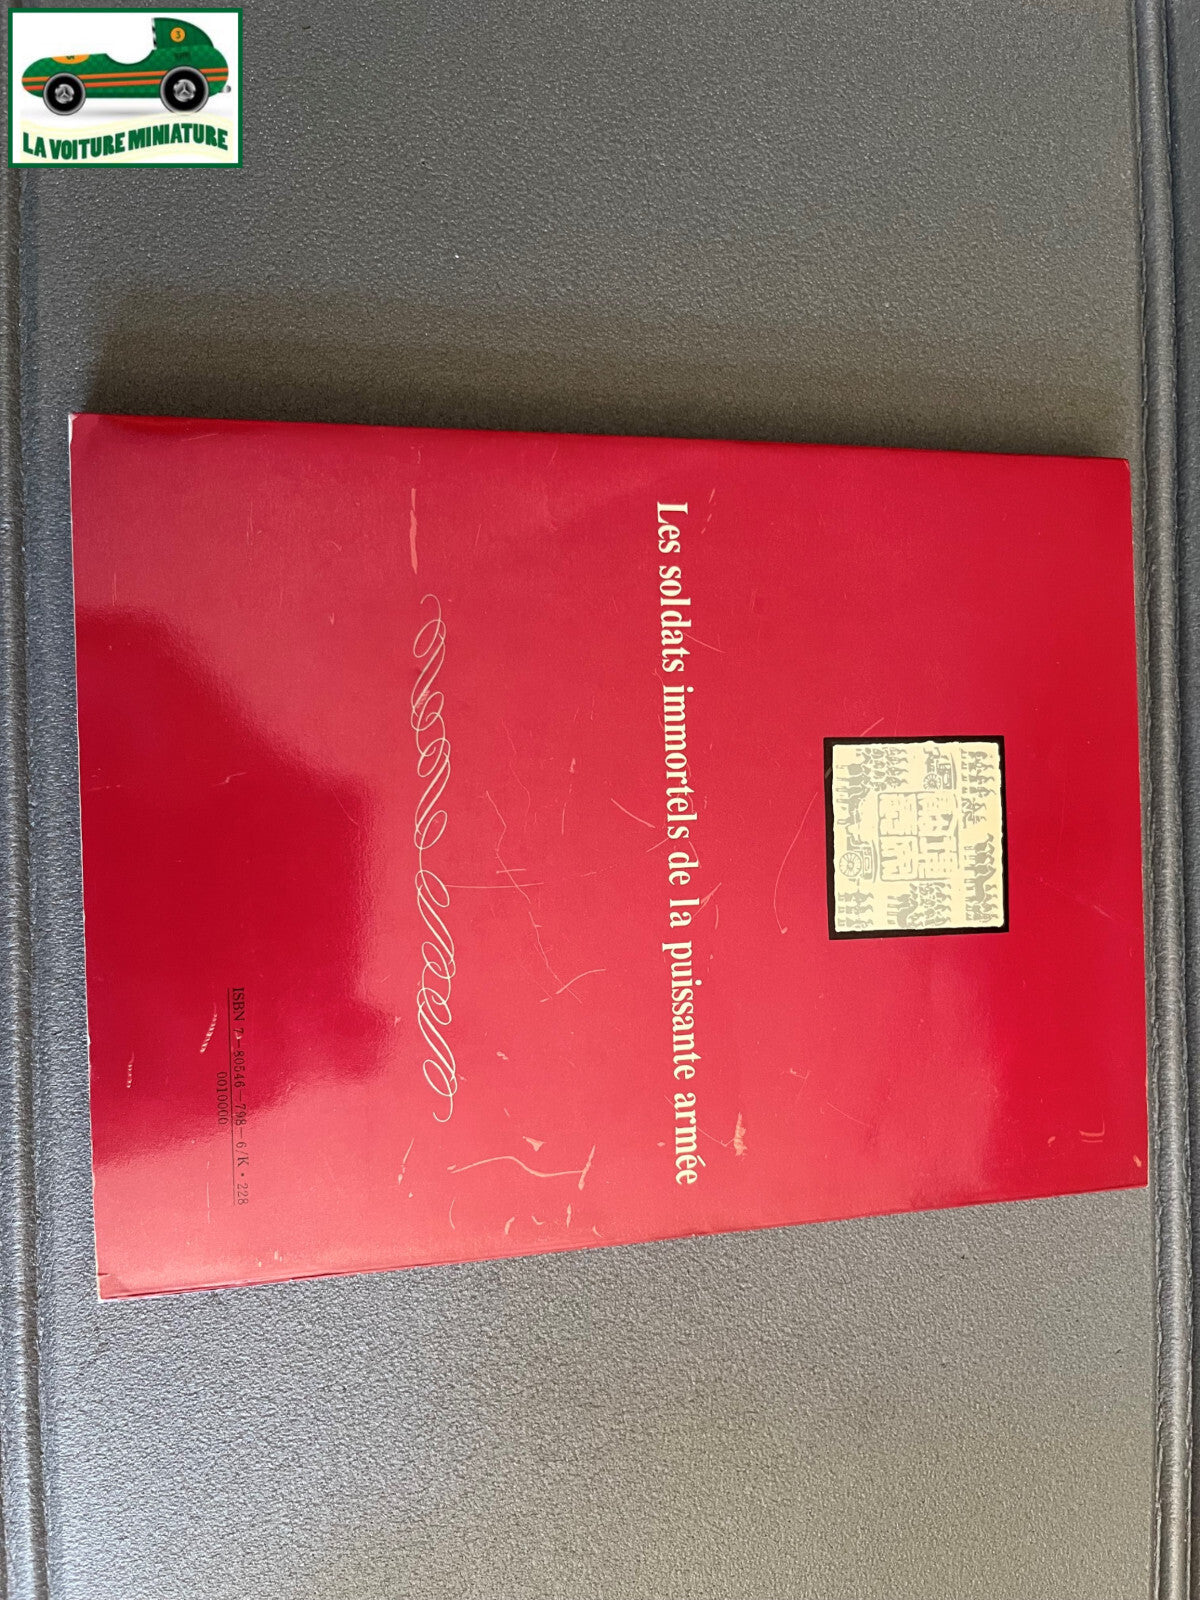 LA VOITURE MINIATURE
Les soldats immortels de la puissante armée
ISBN 7-80546-798-6/K·228
0010000